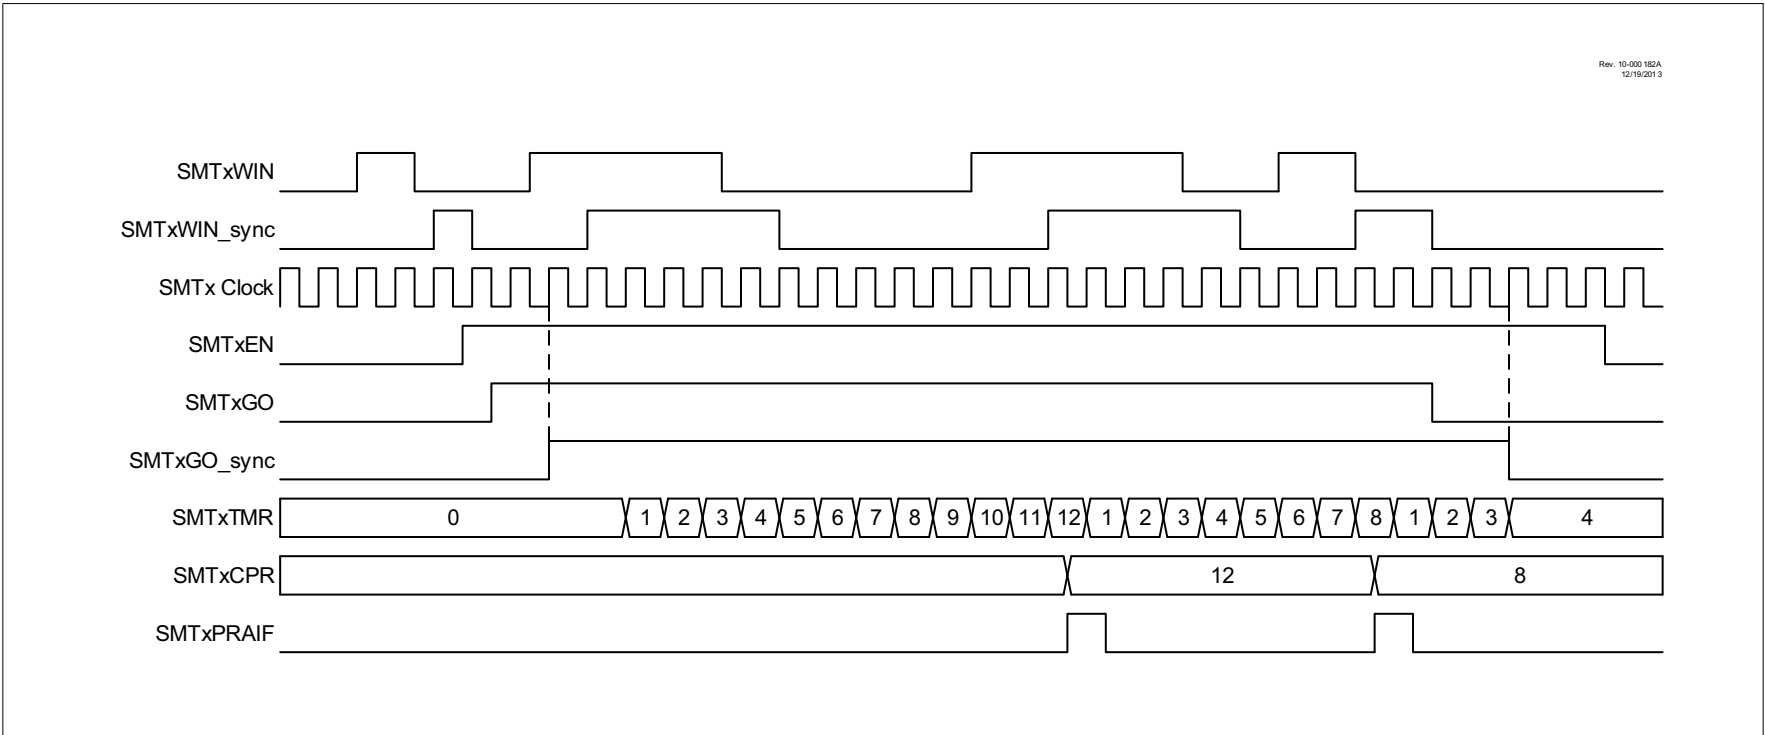 Rev. 10-000 182A
12/19/201 3
SMTxWIN
SMTxWIN_sync
SMTx Clock
SMTxEN
SMTxGO
SMTxGO_sync
SMTxTMR 0 1 2 3 4 5 6 7 8 9 10 11 12 1 2 3 4 5 6 7 8 1 2 3 4
SMTxCPR 12 8
SMTxPRAIF